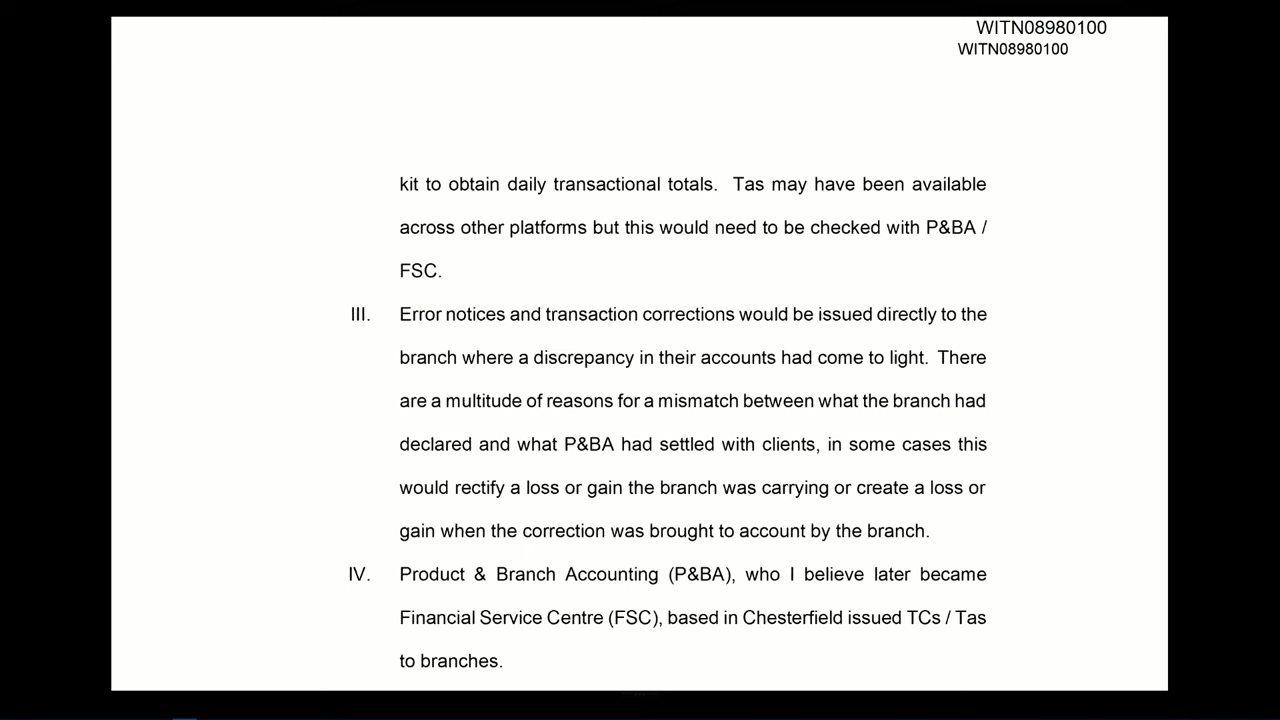 WITN08980100
WITN08980100
kit to obtain daily transactional totals.  Tas may have been available
across other platforms but this would need to be checked with P&BA /
FSC.
III. Error notices and transaction corrections would be issued directly to the
branch where a discrepancy in their accounts had come to light.  There
are a multitude of reasons for a mismatch between what the branch had
declared and what P&BA had settled with clients, in some cases this
would rectify a loss or gain the branch was carrying or create a loss or
gain when the correction was brought to account by the branch.
IV. Product & Branch Accounting (P&BA), who I believe later became
Financial Service Centre (FSC), based in Chesterfield issued TCs / Tas
to branches.